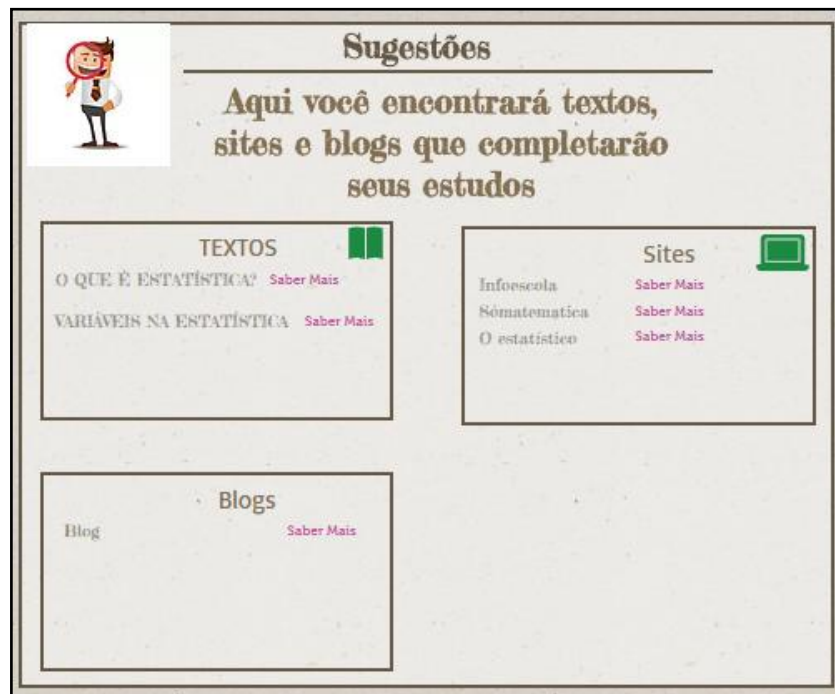 Sugestões
Aqui você encontrará textos,
sites e blogs que completarão
seus estudos
TEXTOS
O QUE É ESTATÍSTICA? Saber Mais
VARIÁVEIS NA ESTATÍSTICA Saber Mais
Sites
Infoescola Saber Mais
Sómatematica Saber Mais
O estatístico Saber Mais
Blogs
Blog Saber Mais